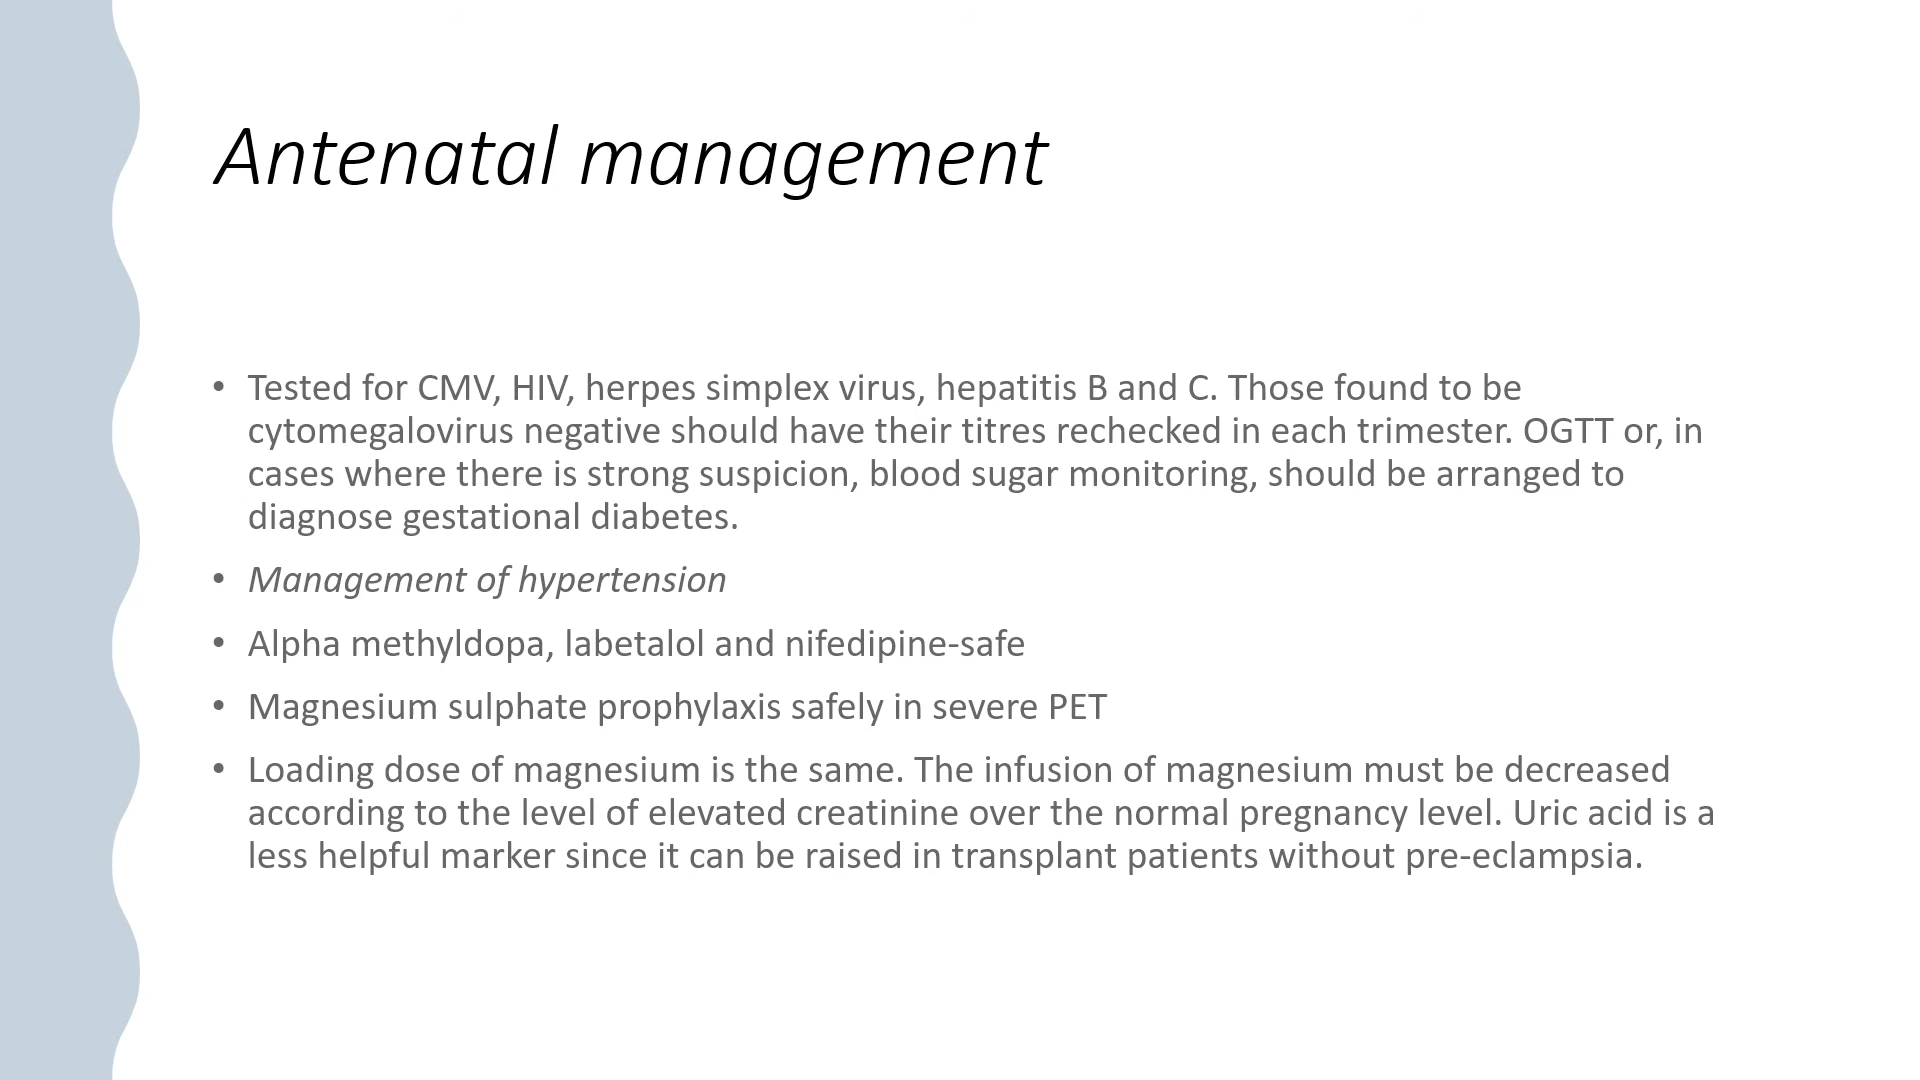 Antenatal management
• Tested for CMV, HIV, herpes simplex virus, hepatitis B and C. Those found to be
cytomegalovirus negative should have their titres rechecked in each trimester. OGTT or, in
cases where there is strong suspicion, blood sugar monitoring, should be arranged to
diagnose gestational diabetes.
• Management of hypertension
• Alpha methyldopa, labetalol and nifedipine-safe
• Magnesium sulphate prophylaxis safely in severe PET
• Loading dose of magnesium is the same. The infusion of magnesium must be decreased
according to the level of elevated creatinine over the normal pregnancy level. Uric acid is a
less helpful marker since it can be raised in transplant patients without pre-eclampsia.